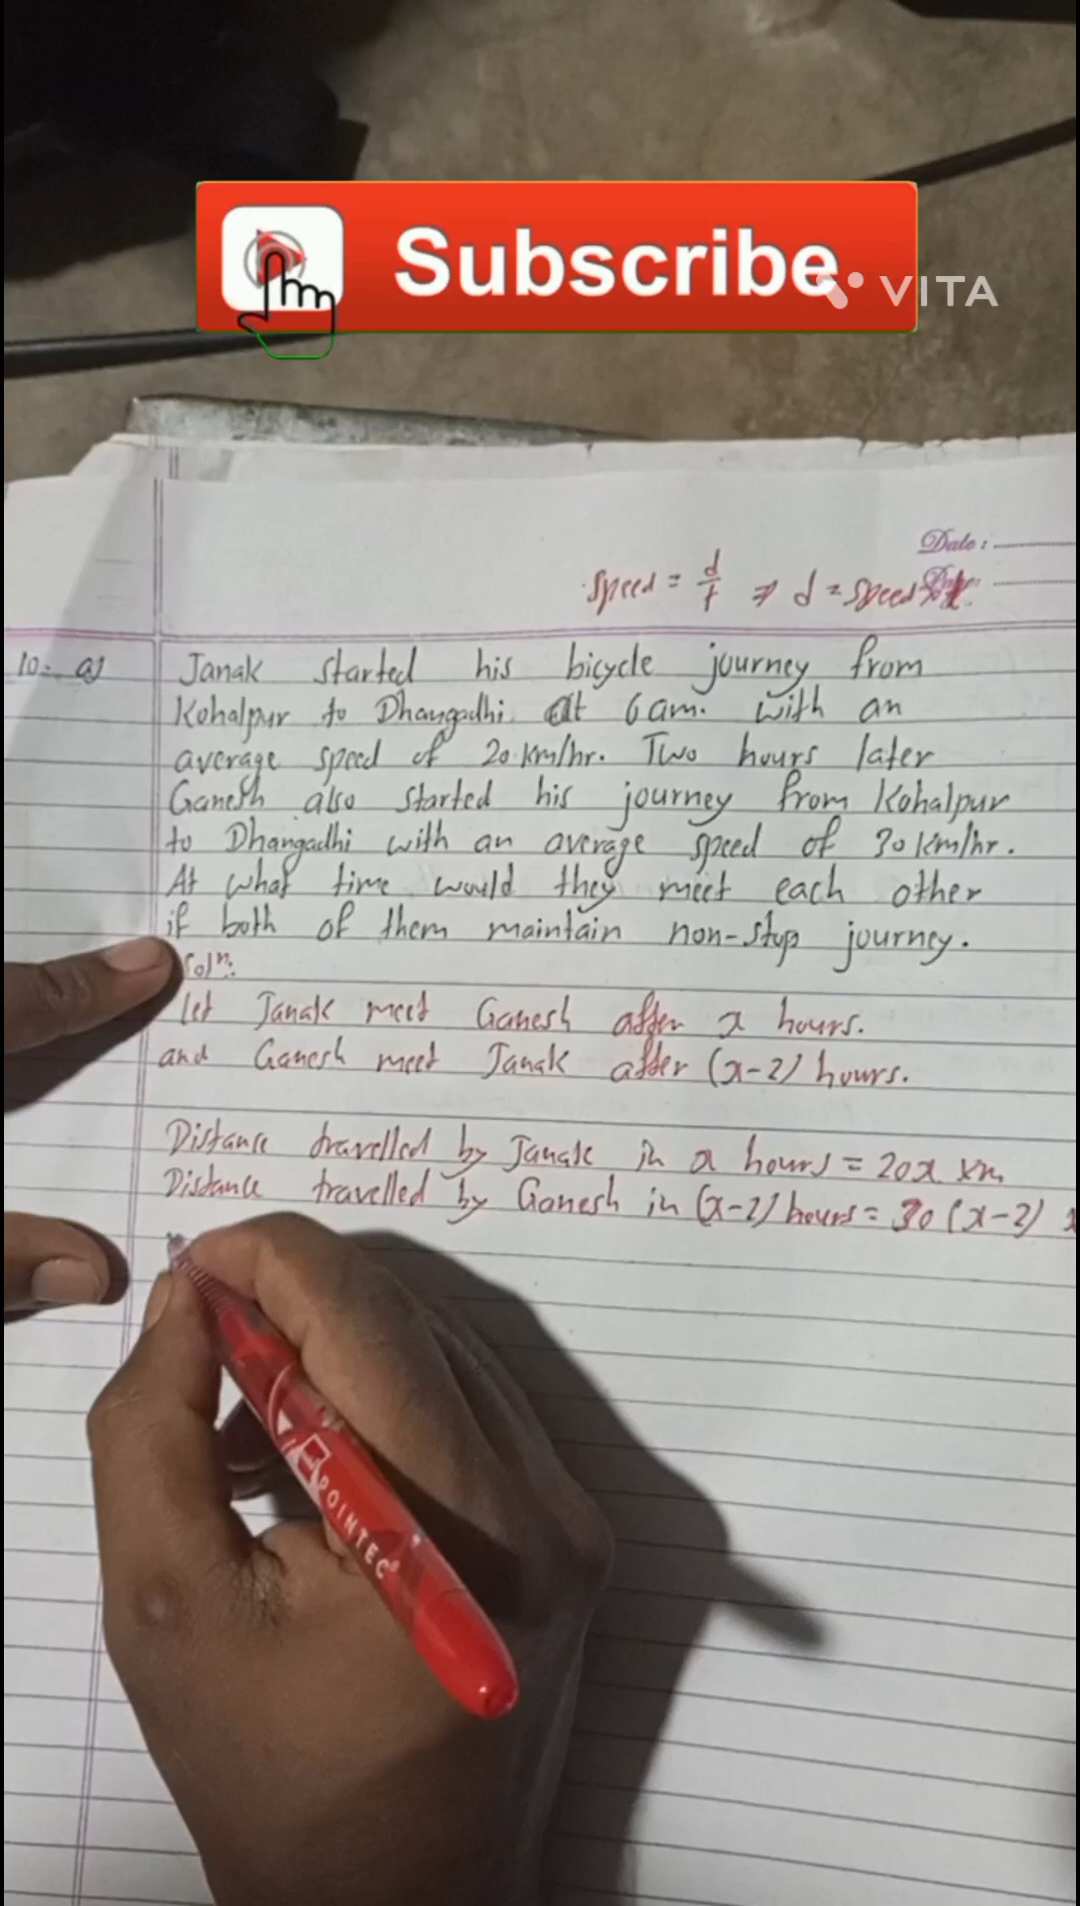 Subscribe
VITA
Date:
speed = d/t ⇒ d = speed × t
10. a) Janak started his bicycle journey from
Kohalpur to Dhangadhi at 6 am. with an
average speed of 20 km/hr. Two hours later
Ganesh also started his journey from Kohalpur
to Dhangadhi with an average speed of 30 km/hr.
At what time would they meet each other
if both of them maintain non-stop journey.
Soln:
Let Janak meet Ganesh after x hours.
and Ganesh meet Janak after (x-2) hours.
Distance travelled by Janak in x hours = 20x km
Distance travelled by Ganesh in (x-2) hours = 30 (x-2)
POINTEC